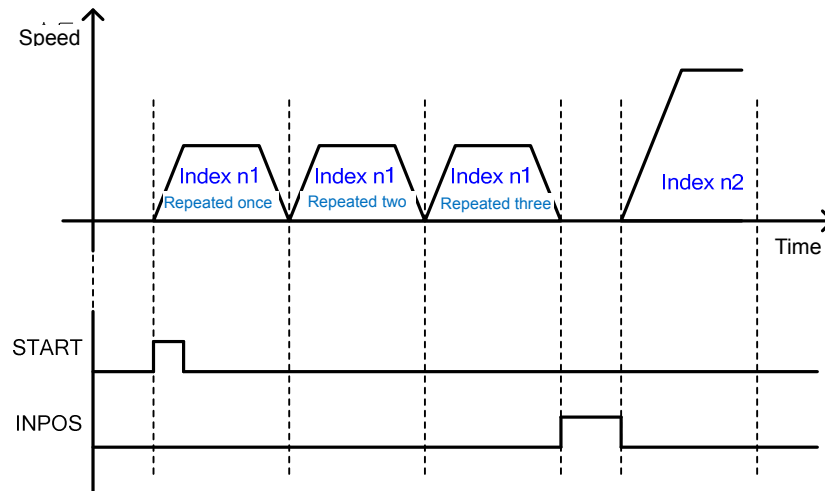 Speed
Index n1
Repeated once
Index n1
Repeated two
Index n1
Repeated three
Index n2
Time
START
INPOS